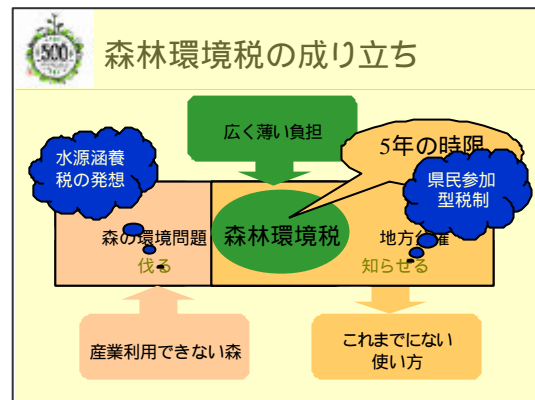 500
森林環境税の成り立ち
広く薄い負担
5年の時限
水源涵養
税の発想
県民参加
型税制
森の環境問題
森林環境税
地方
伐る
知らせる
産業利用できない森
これまでにない
使い方